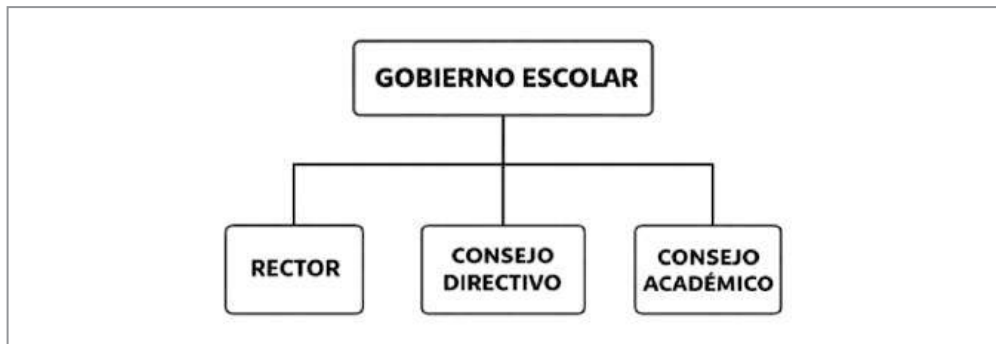 GOBIERNO ESCOLAR
RECTOR
CONSEJO
DIRECTIVO
CONSEJO
ACADÉMICO